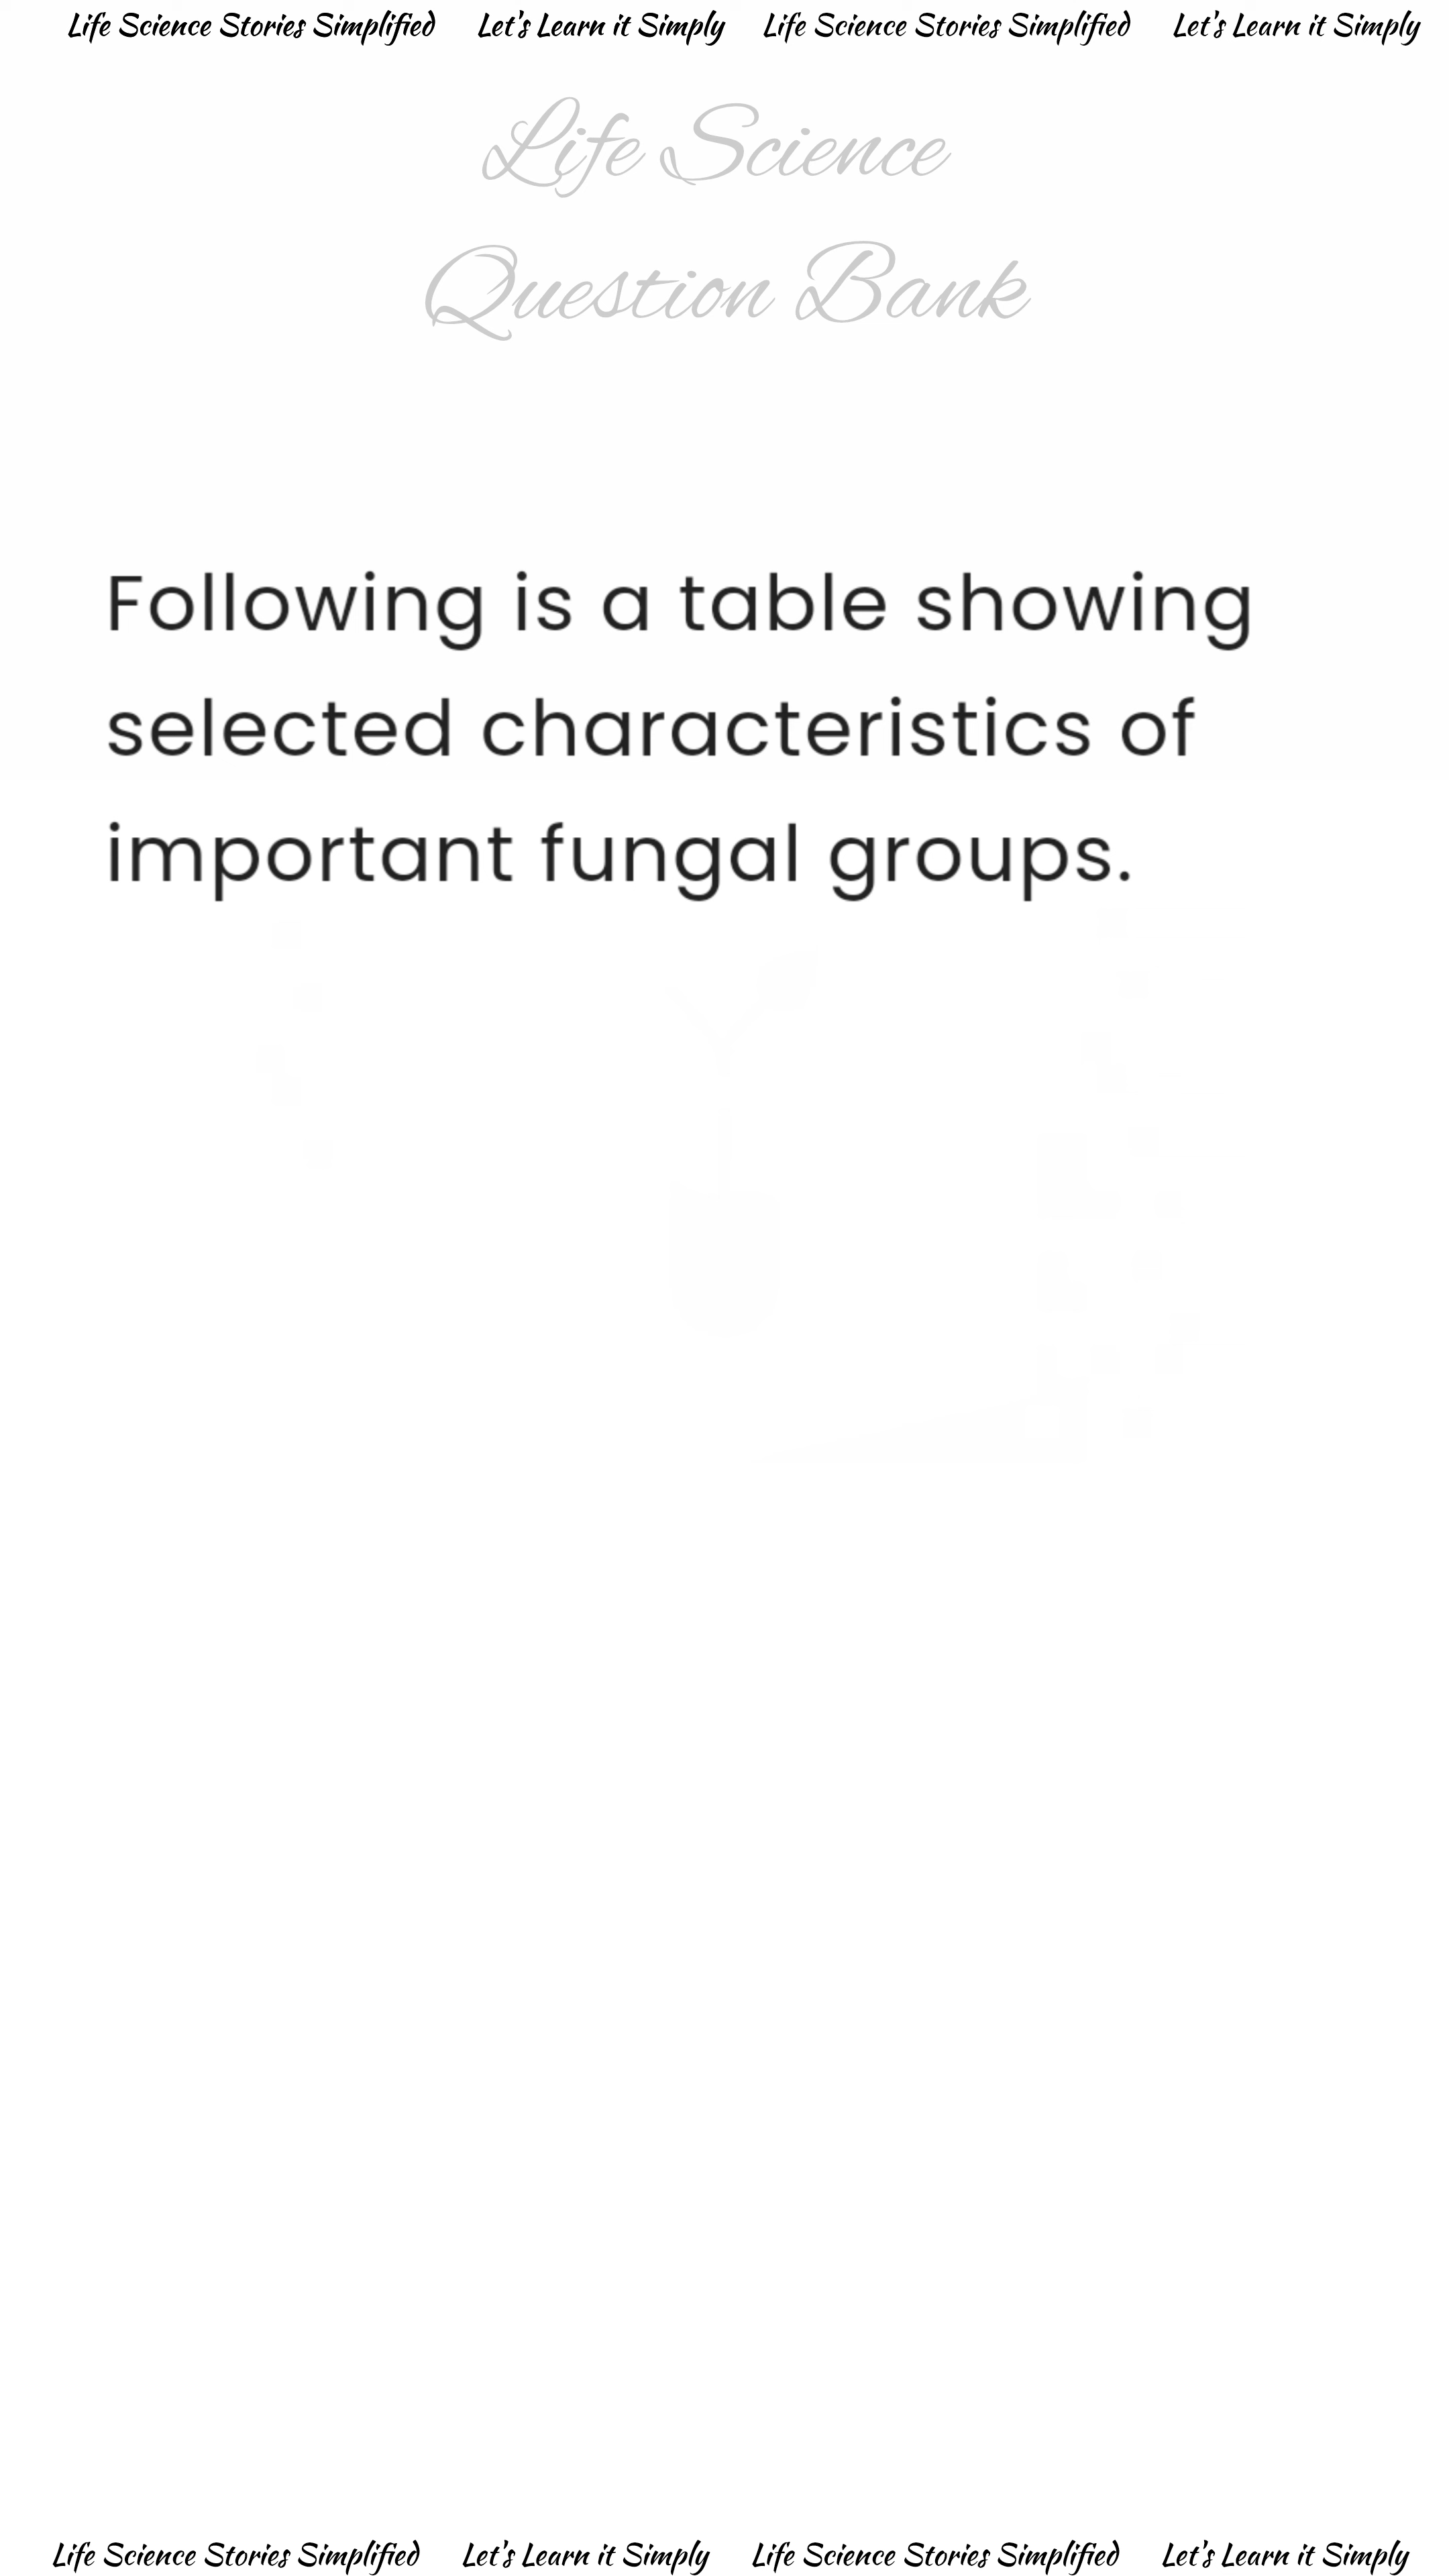 Life Science Stories Simplified Let's Learn it Simply Life Science Stories Simplified Let's Learn it Simply
Life Science
Question Bank
Following is a table showing
selected characteristics of
important fungal groups.
Life Science Stories Simplified Let's Learn it Simply Life Science Stories Simplified Let's Learn it Simply